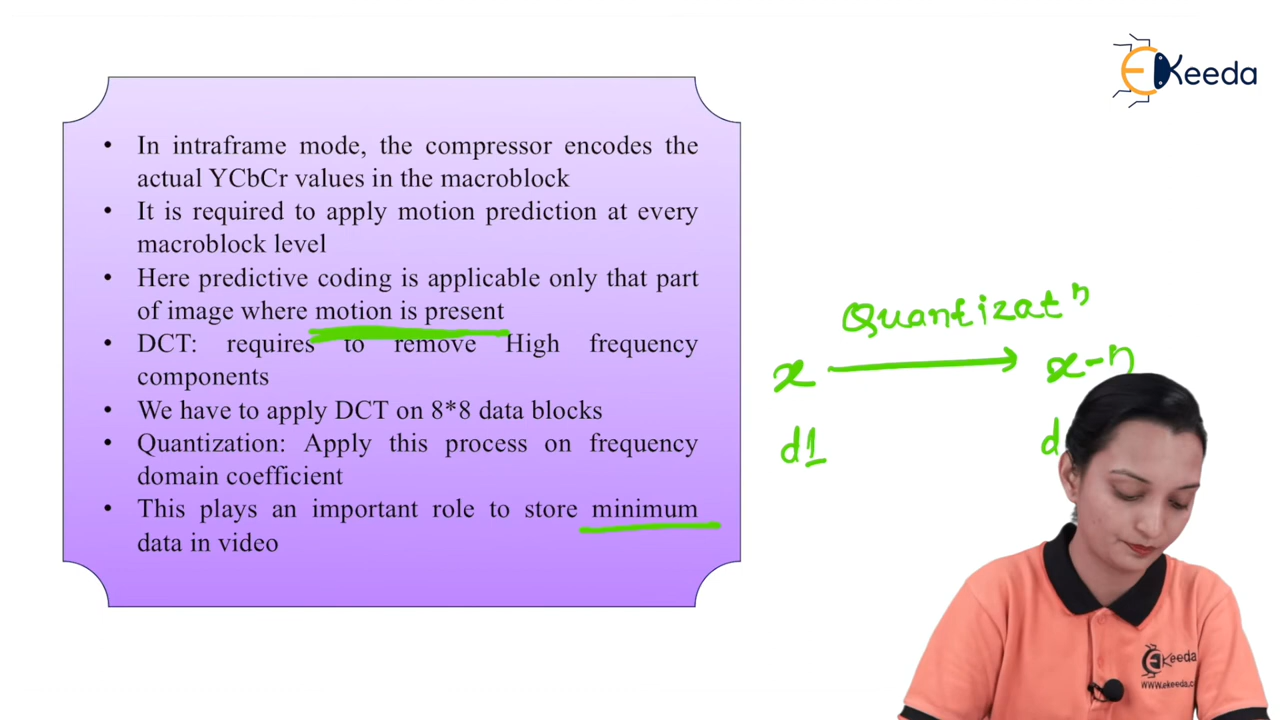 EKeeda
• In intraframe mode, the compressor encodes the
actual YCbCr values in the macroblock
• It is required to apply motion prediction at every
macroblock level
• Here predictive coding is applicable only that part
of image where motion is present
• DCT: requires to remove High frequency
components
• We have to apply DCT on 8*8 data blocks
• Quantization: Apply this process on frequency
domain coefficient
• This plays an important role to store minimum
data in video
Quantizatn
x → x-n
d1 d
EKeeda